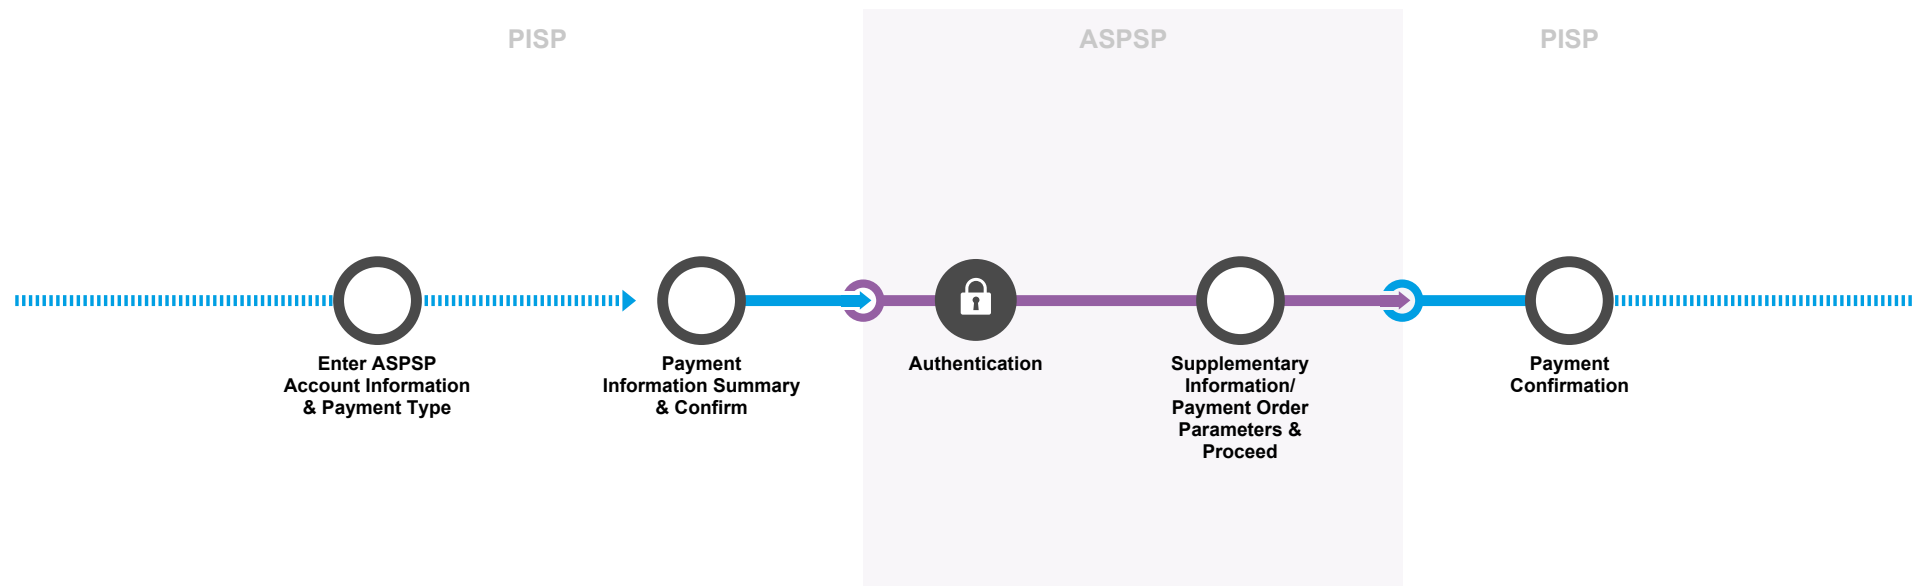 PISP
ASPSP
PISP
Enter ASPSP
Account Information
& Payment Type
Payment
Information Summary
& Confirm
Authentication
Supplementary
Information/
Payment Order
Parameters &
Proceed
Payment
Confirmation